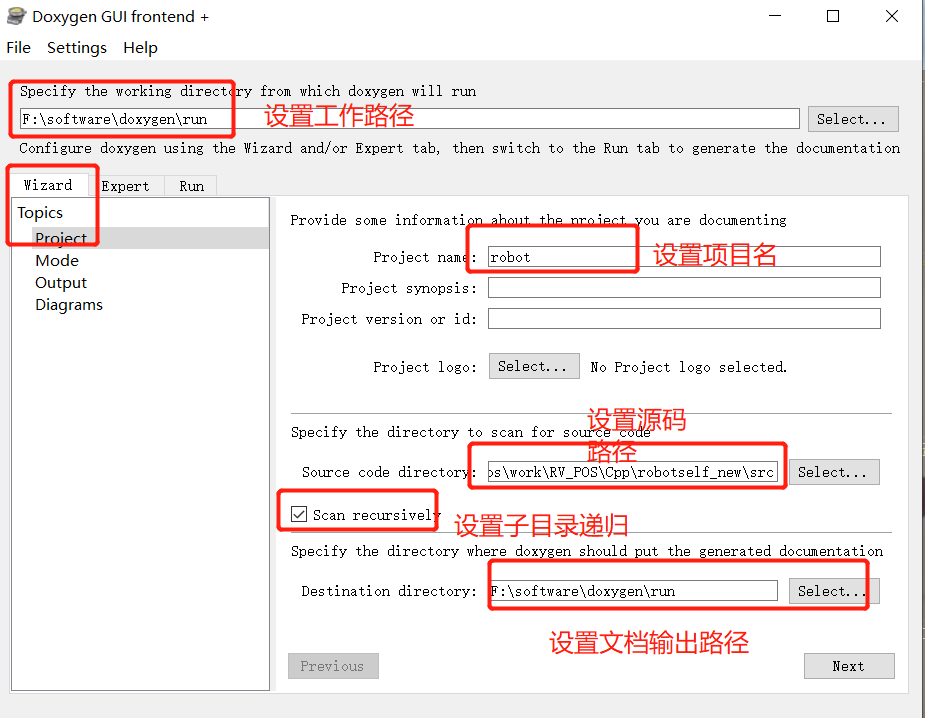 Doxygen GUI frontend +
File Settings Help
Specify the working directory from which doxygen will run
F:\software\doxygen\run
设置工作路径
Select...
Configure doxygen using the Wizard and/or Expert tab, then switch to the Run tab to generate the documentation
Wizard Expert Run
Topics
Project
Mode
Output
Diagrams
Provide some information about the project you are documenting
Project name: robot
设置项目名
Project synopsis:
Project version or id:
Project logo: Select... No Project logo selected.
设置源码
路径
Specify the directory to scan for source code
Source code directory: os\work\RV_POS\Cpp\robotself_new\src Select...
Scan recursively
设置子目录递归
Specify the directory where doxygen should put the generated documentation
Destination directory: F:\software\doxygen\run Select...
设置文档输出路径
Previous Next